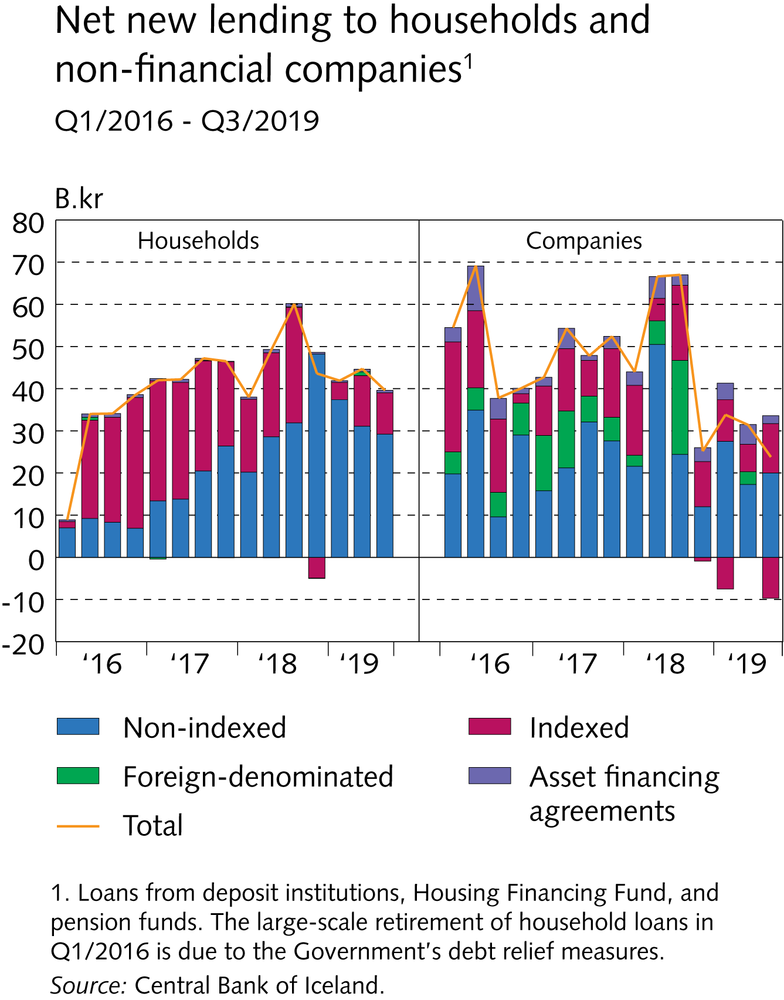 Net new lending to households and
non-financial companies¹
Q1/2016 - Q3/2019
B.kr
80
70
60
50
40
30
20
10
0
-10
-20
Households
Companies
‘16 ‘17 ‘18 ‘19 ‘16 ‘17 ‘18 ‘19
Non-indexed
Indexed
Foreign-denominated
Asset financing
agreements
Total
1. Loans from deposit institutions, Housing Financing Fund, and
pension funds. The large-scale retirement of household loans in
Q1/2016 is due to the Government's debt relief measures.
Source: Central Bank of Iceland.